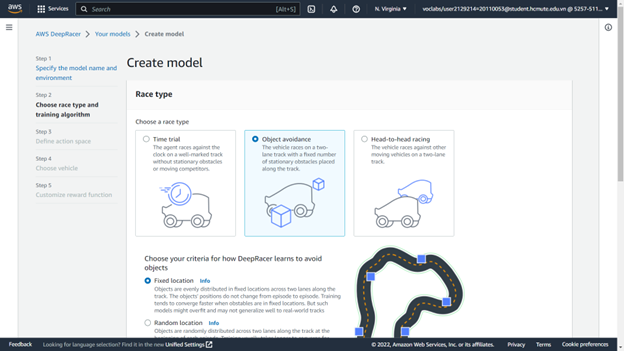 aws
Services
Search
[Alt+S]
N. Virginia ▼
voclabs/user2129214=20110053@student.hcmute.edu.vn @ 5257-511... ▼
AWS DeepRacer > Your models > Create model
Step 1
Specify the model name and
environment
Step 2
Choose race type and
training algorithm
Step 3
Define action space
Step 4
Choose vehicle
Step 5
Customize reward function
Create model
Race type
Choose a race type
Time trial
The agent races against the
clock on a well-marked track
without stationary obstacles
or moving competitors.
Object avoidance
The vehicle races on a two-
lane track with a fixed number
of stationary obstacles placed
along the track.
Head-to-head racing
The vehicle races against other
moving vehicles on a two-lane
track.
Choose your criteria for how DeepRacer learns to avoid
objects
Fixed location Info
Objects are evenly distributed in fixed locations across two lanes along the
track. The objects' positions do not change from episode to episode. Training
tends to converge faster when obstacles are in fixed locations. But such
models might overfit and may not generalize well to real-world tracks
Random location Info
Objects are randomly distributed across two lanes along the track at the
Feedback
Looking for language selection? Find it in the new Unified Settings
© 2022, Amazon Web Services, Inc. or its affiliates.
Privacy
Terms
Cookie preferences